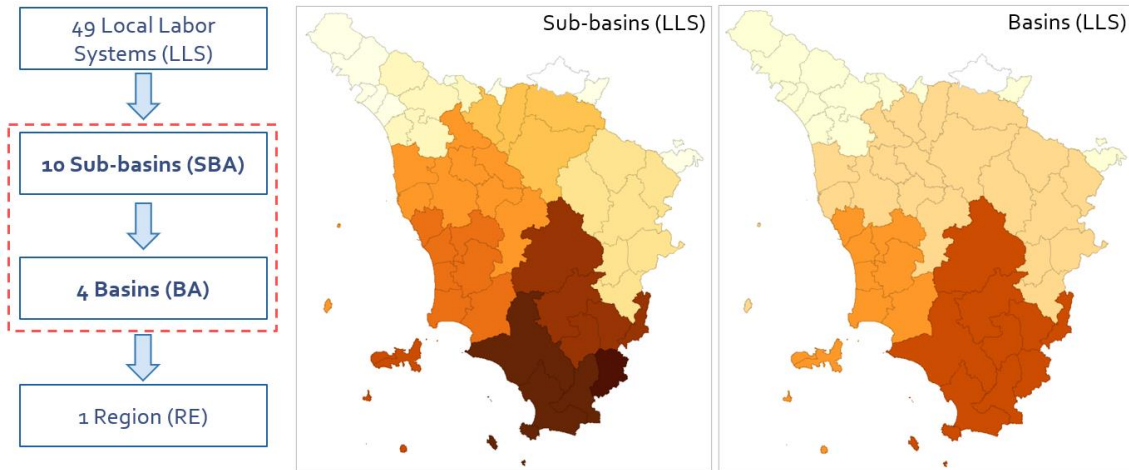 49 Local Labor
Systems (LLS)
10 Sub-basins (SBA)
4 Basins (BA)
1 Region (RE)
Sub-basins (LLS)
Basins (LLS)